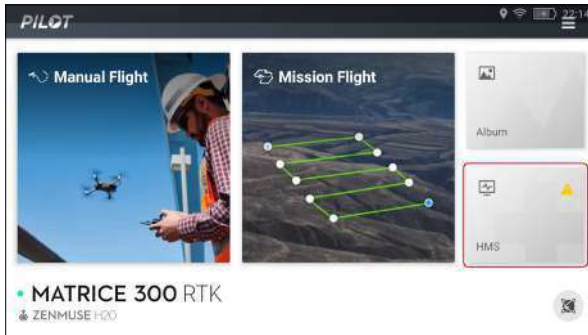 PILOT
22:14
Manual Flight
Mission Flight
Album
HMS
MATRICE 300 RTK
ZENMUSE H20